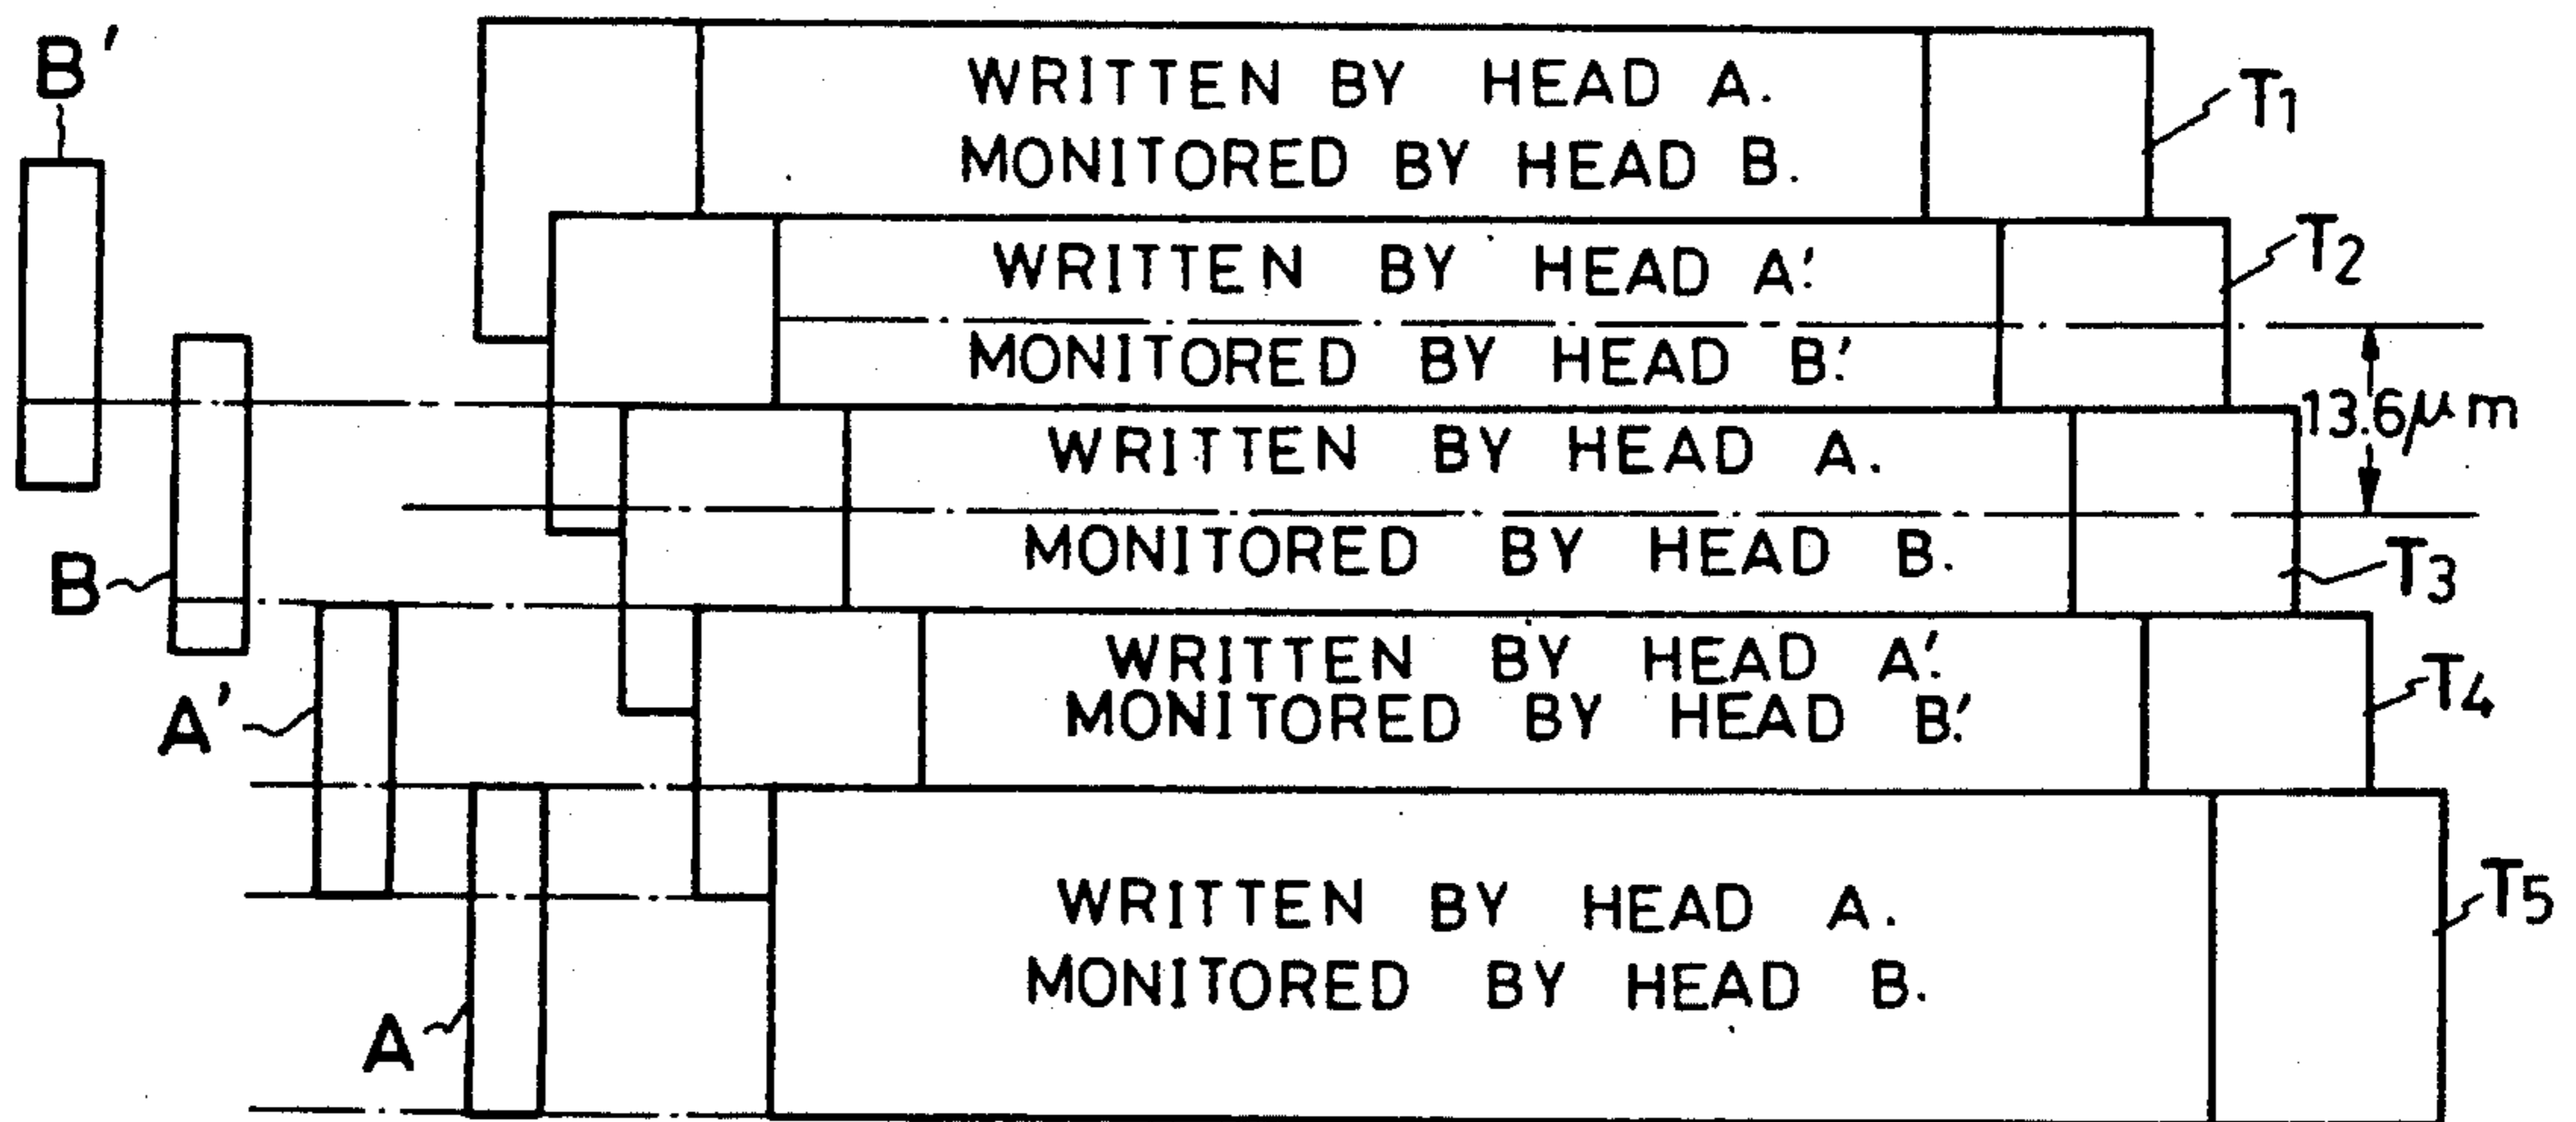 B'
WRITTEN BY HEAD A.
MONITORED BY HEAD B.
T1
WRITTEN BY HEAD A'.
MONITORED BY HEAD B'.
T2
13.6μm
WRITTEN BY HEAD A.
MONITORED BY HEAD B.
T3
B
WRITTEN BY HEAD A'.
MONITORED BY HEAD B'.
T4
A'
WRITTEN BY HEAD A.
MONITORED BY HEAD B.
T5
A